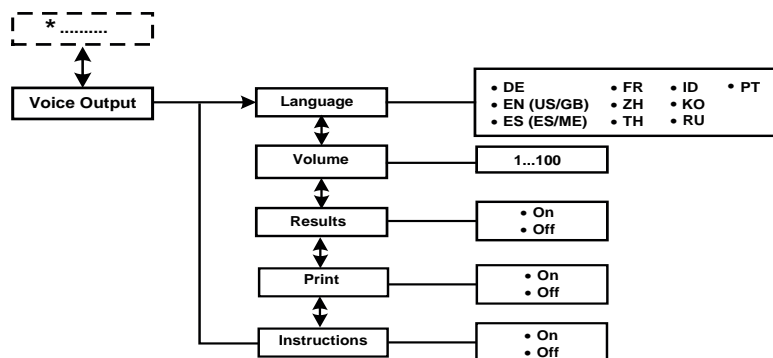 * ..........
Voice Output
Language
• DE
• EN (US/GB)
• ES (ES/ME)
• FR
• ZH
• TH
• ID
• KO
• RU
• PT
Volume
1...100
Results
• On
• Off
Print
• On
• Off
Instructions
• On
• Off